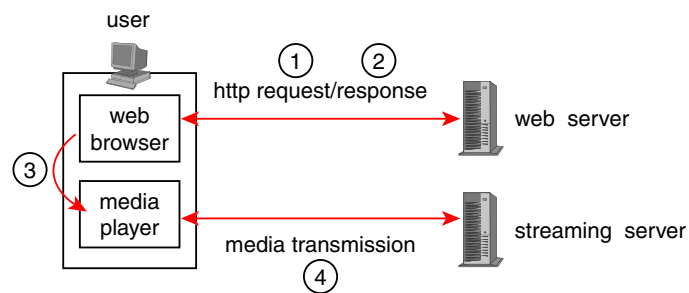 user
1 2
http request/response
web
browser
web server
3
media
player
streaming server
media transmission
4